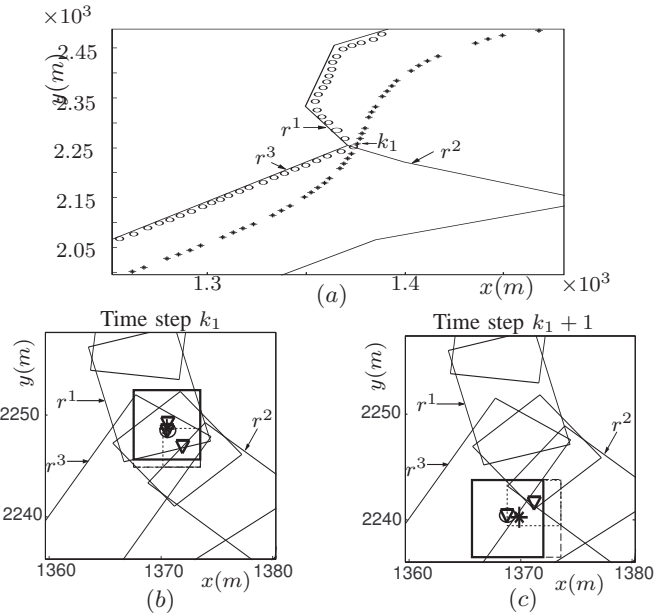 ×10³
2.45
y(m)
2.35
r¹
k₁
2.25
r³
r²
2.15
2.05
1.3
1.4
x(m)
×10³
(a)
Time step k₁
y(m)
r¹
2250
r²
r³
2240
1360
1370
1380
x(m)
(b)
Time step k₁ + 1
y(m)
r¹
2250
r²
r³
2240
1360
1370
1380
x(m)
(c)